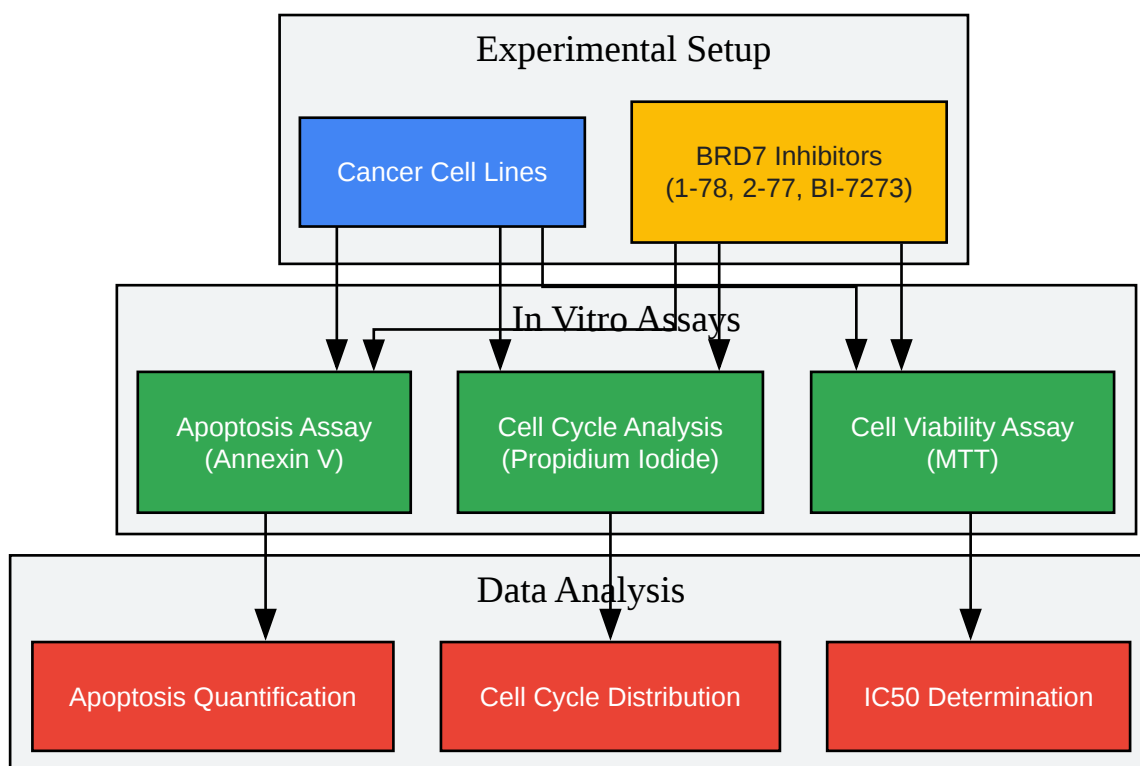 Experimental Setup
Cancer Cell Lines
BRD7 Inhibitors
(1-78, 2-77, BI-7273)
In Vitro Assays
Apoptosis Assay
(Annexin V)
Cell Cycle Analysis
(Propidium Iodide)
Cell Viability Assay
(MTT)
Data Analysis
Apoptosis Quantification
Cell Cycle Distribution
IC50 Determination